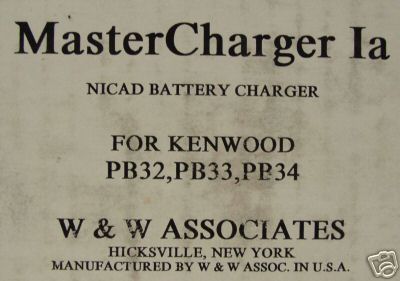 MasterCharger Ia
NICAD BATTERY CHARGER
FOR KENWOOD
PB32,PB33,PB34
W & W ASSOCIATES
HICKSVILLE, NEW YORK
MANUFACTURED BY W & W ASSOC. IN U.S.A.